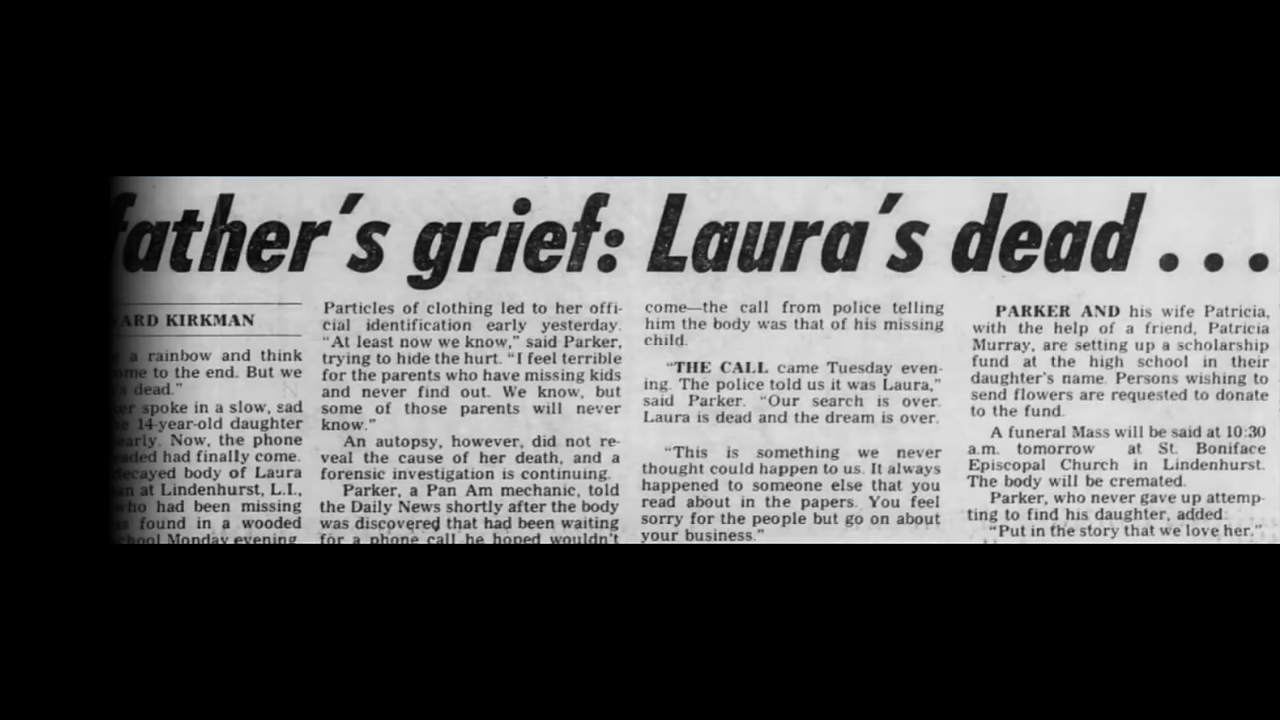 father's grief: Laura's dead . . .
KIRKMAN
a rainbow and think
to the end. But we
dead."
spoke in a slow, sad
14-year-old daughter
Now, the phone
had finally come.
decayed body of Laura
at Lindenhurst, L.I.,
who had been missing
found in a wooded
Monday evening.
Particles of clothing led to her offi-
cial identification early yesterday.
"At least now we know," said Parker,
trying to hide the hurt. "I feel terrible
for the parents who have missing kids
and never find out. We know, but
some of those parents will never
know."
An autopsy, however, did not re-
veal the cause of her death, and a
forensic investigation is continuing.
Parker, a Pan Am mechanic, told
the Daily News shortly after the body
was discovered that had been waiting
for a phone call he hoped wouldn't
come—the call from police telling
him the body was that of his missing
child.
"THE CALL came Tuesday even-
ing. The police told us it was Laura,"
said Parker. "Our search is over.
Laura is dead and the dream is over.
"This is something we never
thought could happen to us. It always
happened to someone else that you
read about in the papers. You feel
sorry for the people but go on about
your business."
PARKER AND his wife Patricia,
with the help of a friend, Patricia
Murray, are setting up a scholarship
fund at the high school in their
daughter's name. Persons wishing to
send flowers are requested to donate
to the fund.
A funeral Mass will be said at 10:30
a.m. tomorrow at St. Boniface
Episcopal Church in Lindenhurst.
The body will be cremated.
Parker, who never gave up attemp-
ting to find his daughter, added:
"Put in the story that we love her."